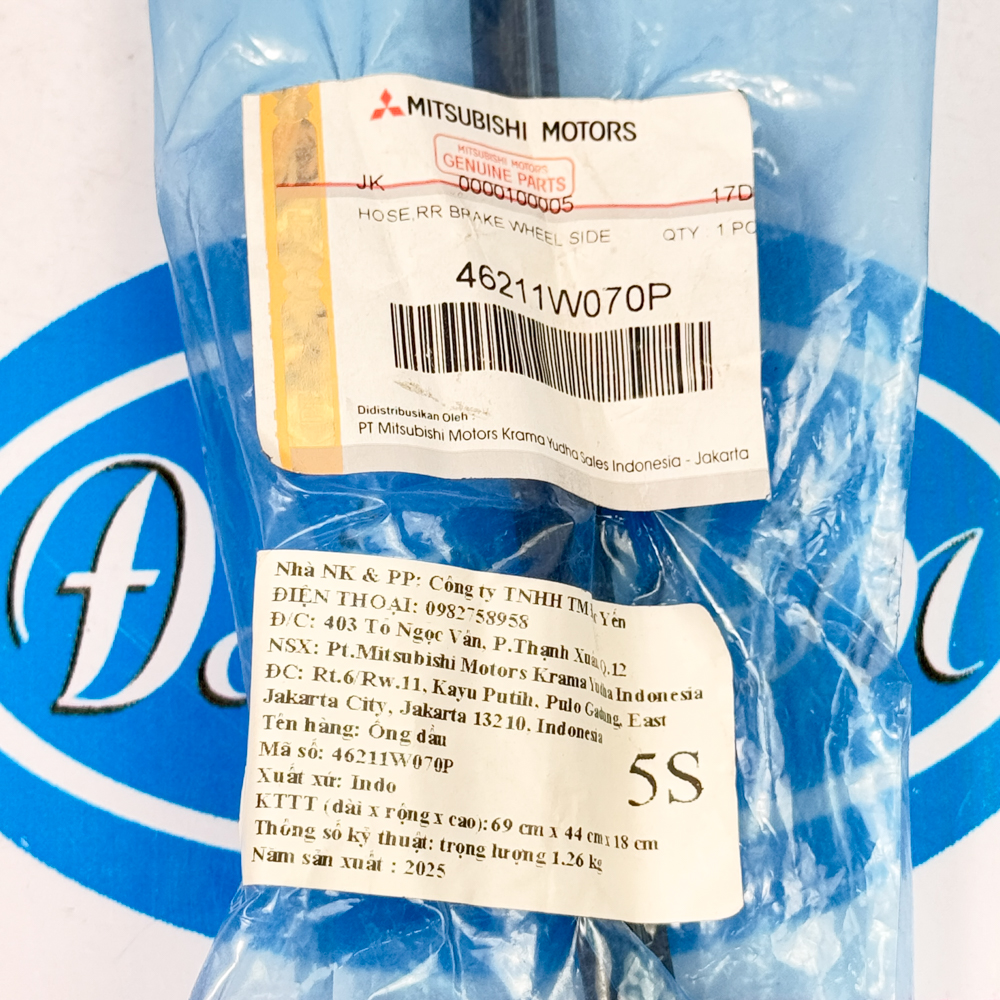 MITSUBISHI MOTORS
MITSUBISHI MOTORS
GENUINE PARTS
JK 0000100005 17D
HOSE,RR BRAKE WHEEL SIDE QTY 1 PC
46211W070P
Didistribusikan Oleh :
PT Mitsubishi Motors Krama Yudha Sales Indonesia - Jakarta
Nhà NK & PP: Công ty TNHH TM Yến
ĐIỆN THOẠI: 0982758958
Đ/C: 403 Tô Ngọc Vân, P.Thạnh Xuân Q.12
NSX: Pt.Mitsubishi Motors Krama Yudha Indonesia
ĐC: Rt.6/Rw.11, Kayu Putih, Pulo Gadung, East
Jakarta City, Jakarta 13210, Indonesia
Tên hàng: Ống dầu
Mã số: 46211W070P
5S
Xuất xứ: Indo
KTTT (dài x rộng x cao): 69 cm x 44 cm x 18 cm
Thông số kỹ thuật: trọng lượng 1.26 kg
Năm sản xuất : 2025